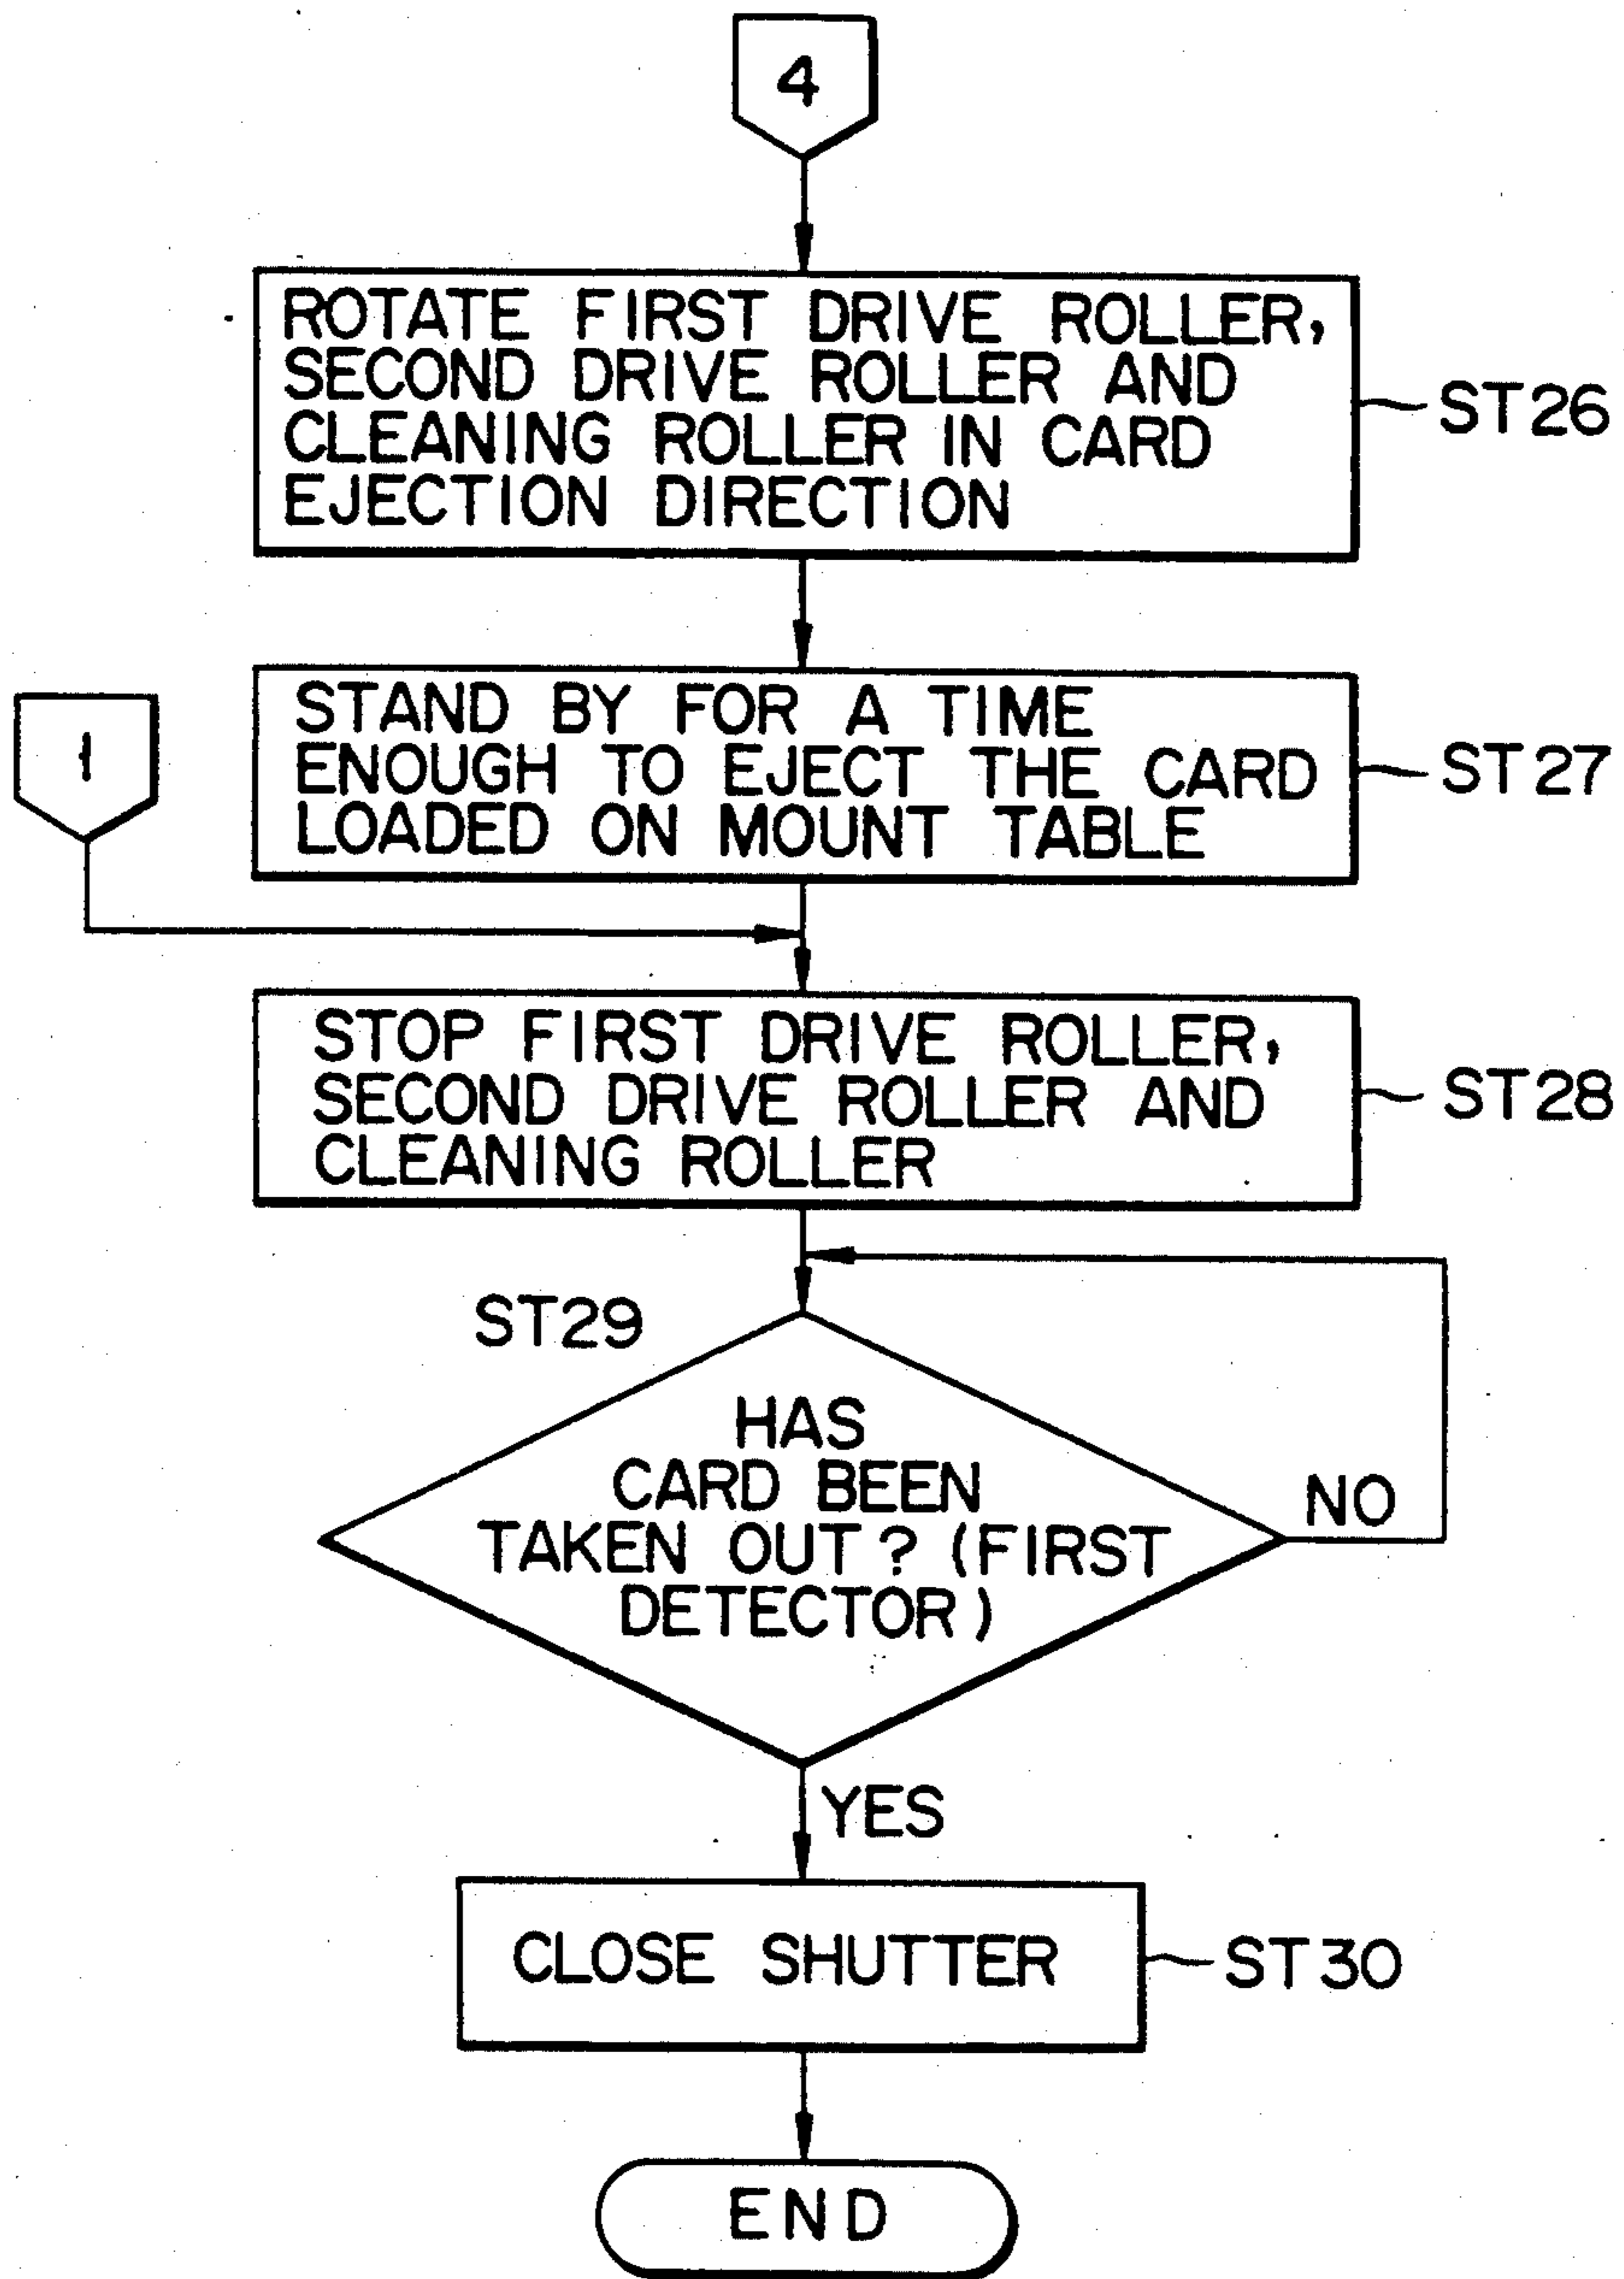 4
ROTATE FIRST DRIVE ROLLER,
SECOND DRIVE ROLLER AND
CLEANING ROLLER IN CARD
EJECTION DIRECTION
ST26
STAND BY FOR A TIME
ENOUGH TO EJECT THE CARD
LOADED ON MOUNT TABLE
ST27
1
STOP FIRST DRIVE ROLLER,
SECOND DRIVE ROLLER AND
CLEANING ROLLER
ST28
ST29
HAS
CARD BEEN
TAKEN OUT? (FIRST
DETECTOR)
NO
YES
CLOSE SHUTTER
ST30
END